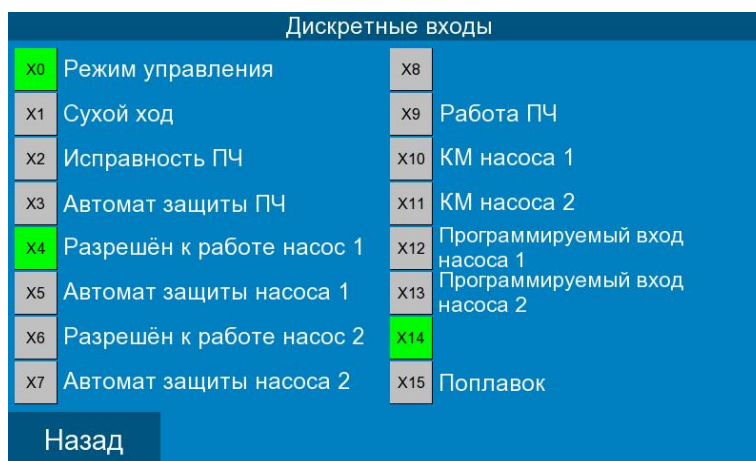 Дискретные входы
X0 Режим управления
X1 Сухой ход
X2 Исправность ПЧ
X3 Автомат защиты ПЧ
X4 Разрешён к работе насос 1
X5 Автомат защиты насоса 1
X6 Разрешён к работе насос 2
X7 Автомат защиты насоса 2
X8
X9 Работа ПЧ
X10 КМ насоса 1
X11 КМ насоса 2
X12 Программируемый вход
насоса 1
X13 Программируемый вход
насоса 2
X14
X15 Поплавок
Назад